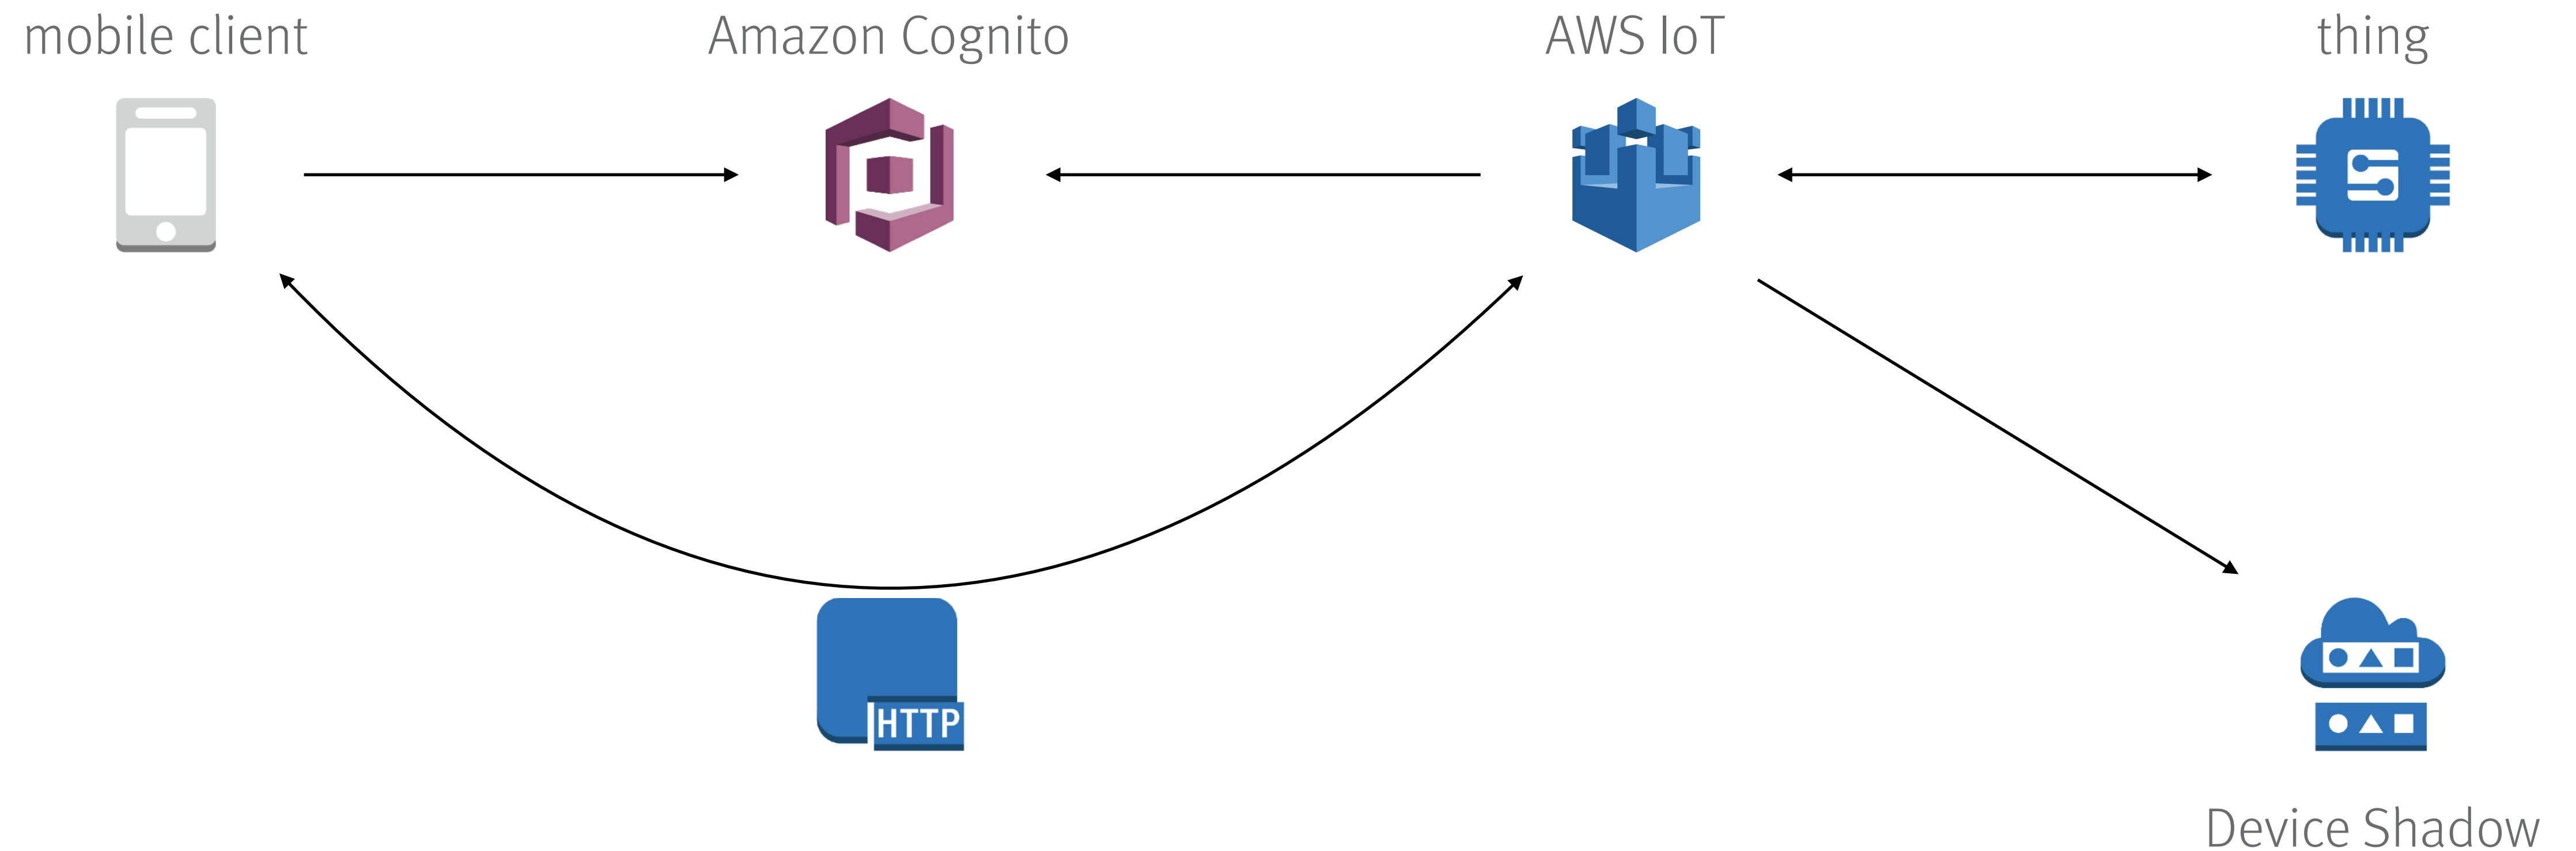 mobile client
Amazon Cognito
AWS IoT
thing
HTTP
Device Shadow